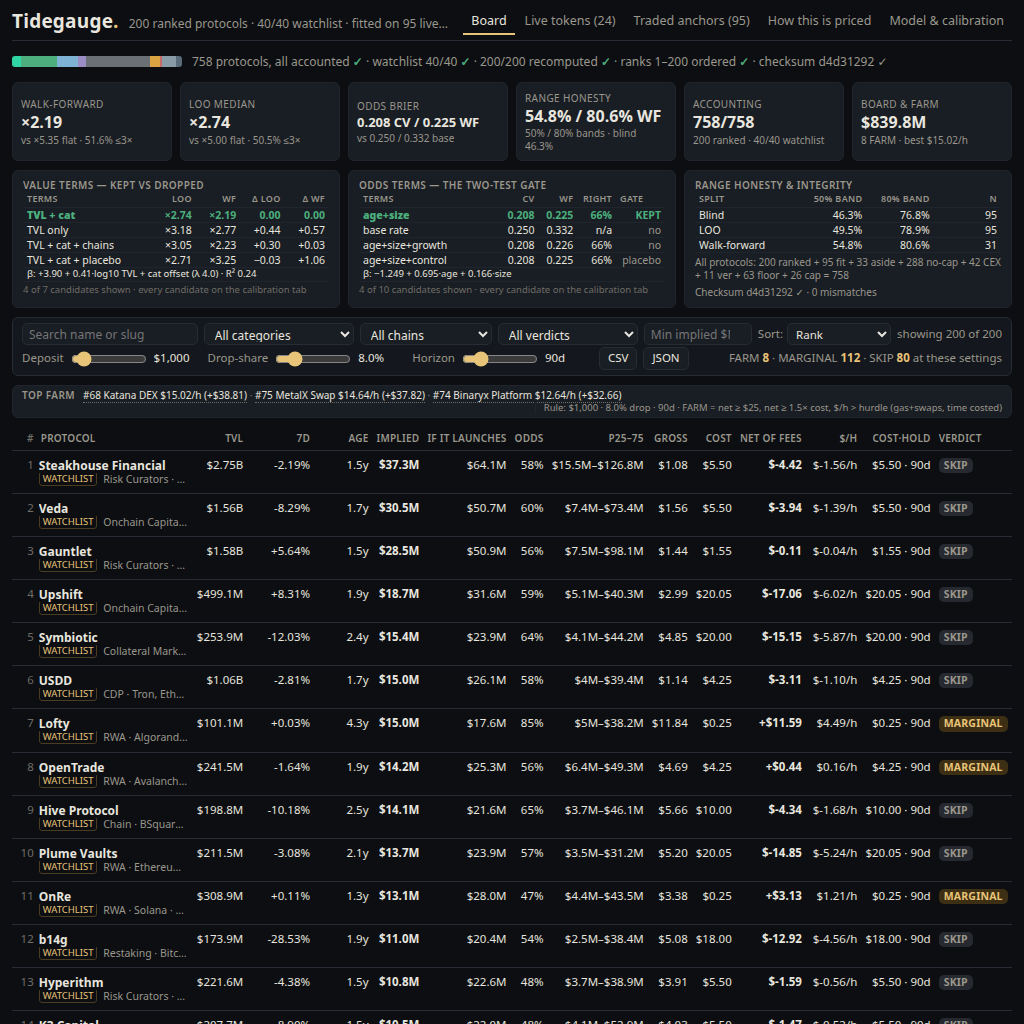 Tidegauge. 200 ranked protocols · 40/40 watchlist · fitted on 95 live... Board Live tokens (24) Traded anchors (95) How this is priced Model & calibration
758 protocols, all accounted ✓ · watchlist 40/40 ✓ · 200/200 recomputed ✓ · ranks 1–200 ordered ✓ · checksum d4d31292 ✓
WALK-FORWARD
×2.19
vs ×5.35 flat · 51.6% ≤3×
LOO MEDIAN
×2.74
vs ×5.00 flat · 50.5% ≤3×
ODDS BRIER
0.208 CV / 0.225 WF
vs 0.250 / 0.332 base
RANGE HONESTY
54.8% / 80.6% WF
50% / 80% bands · blind
46.3%
ACCOUNTING
758/758
200 ranked · 40/40 watchlist
BOARD & FARM
$839.8M
8 FARM · best $15.02/h
VALUE TERMS — KEPT VS DROPPED
TERMS LOO WF Δ LOO Δ WF
TVL + cat ×2.74 ×2.19 0.00 0.00
TVL only ×3.18 ×2.77 +0.44 +0.57
TVL + cat + chains ×3.05 ×2.23 +0.30 +0.03
TVL + cat + placebo ×2.71 ×3.25 −0.03 +1.06
β: +3.90 + 0.41·log10 TVL + cat offset (λ 4.0) · R² 0.24
4 of 7 candidates shown · every candidate on the calibration tab
ODDS TERMS — THE TWO-TEST GATE
TERMS CV WF RIGHT GATE
age+size 0.208 0.225 66% KEPT
base rate 0.250 0.332 n/a no
age+size+growth 0.208 0.226 66% no
age+size+control 0.208 0.225 66% placebo
β: −1.249 + 0.695·age + 0.166·size
4 of 10 candidates shown · every candidate on the calibration tab
RANGE HONESTY & INTEGRITY
SPLIT 50% BAND 80% BAND N
Blind 46.3% 76.8% 95
LOO 49.5% 78.9% 95
Walk-forward 54.8% 80.6% 31
All protocols: 200 ranked + 95 fit + 33 aside + 288 no-cap + 42 CEX
+ 11 ver + 63 floor + 26 cap = 758
Checksum d4d31292 ✓ · 0 mismatches
Search name or slug All categories All chains All verdicts Min implied $! Sort: Rank showing 200 of 200
Deposit $1,000 Drop-share 8.0% Horizon 90d CSV JSON FARM 8 · MARGINAL 112 · SKIP 80 at these settings
TOP FARM #68 Katana DEX $15.02/h (+$38.81) · #75 MetalX Swap $14.64/h (+$37.82) · #74 Binaryx Platform $12.64/h (+$32.66)
Rule: $1,000 · 8.0% drop · 90d · FARM = net ≥ $25, net ≥ 1.5× cost, $/h > hurdle (gas+swaps, time costed)
# PROTOCOL TVL 7D AGE IMPLIED IF IT LAUNCHES ODDS P25–75 GROSS COST NET OF FEES $/H COST·HOLD VERDICT
1 Steakhouse Financial $2.75B -2.19% 1.5y $37.3M $64.1M 58% $15.5M–$126.8M $1.08 $5.50 $-4.42 $-1.56/h $5.50 · 90d SKIP
WATCHLIST Risk Curators · ...
2 Veda $1.56B -8.29% 1.7y $30.5M $50.7M 60% $7.4M–$73.4M $1.56 $5.50 $-3.94 $-1.39/h $5.50 · 90d SKIP
WATCHLIST Onchain Capita...
3 Gauntlet $1.58B +5.64% 1.5y $28.5M $50.9M 56% $7.5M–$98.1M $1.44 $1.55 $-0.11 $-0.04/h $1.55 · 90d SKIP
WATCHLIST Risk Curators · ...
4 Upshift $499.1M +8.31% 1.9y $18.7M $31.6M 59% $5.1M–$40.3M $2.99 $20.05 $-17.06 $-6.02/h $20.05 · 90d SKIP
WATCHLIST Onchain Capita...
5 Symbiotic $253.9M -12.03% 2.4y $15.4M $23.9M 64% $4.1M–$44.2M $4.85 $20.00 $-15.15 $-5.87/h $20.00 · 90d SKIP
WATCHLIST Collateral Mark...
6 USDD $1.06B -2.81% 1.7y $15.0M $26.1M 58% $4M–$39.4M $1.14 $4.25 $-3.11 $-1.10/h $4.25 · 90d SKIP
WATCHLIST CDP · Tron, Eth...
7 Lofty $101.1M +0.03% 4.3y $15.0M $17.6M 85% $5M–$38.2M $11.84 $0.25 +$11.59 $4.49/h $0.25 · 90d MARGINAL
WATCHLIST RWA · Algorand...
8 OpenTrade $241.5M -1.64% 1.9y $14.2M $25.3M 56% $6.4M–$49.3M $4.69 $4.25 +$0.44 $0.16/h $4.25 · 90d MARGINAL
WATCHLIST RWA · Avalanch...
9 Hive Protocol $198.8M -10.18% 2.5y $14.1M $21.6M 65% $3.7M–$46.1M $5.66 $10.00 $-4.34 $-1.68/h $10.00 · 90d SKIP
WATCHLIST Chain · BSquar...
10 Plume Vaults $211.5M -3.08% 2.1y $13.7M $23.9M 57% $3.5M–$31.2M $5.20 $20.05 $-14.85 $-5.24/h $20.05 · 90d SKIP
WATCHLIST RWA · Ethereu...
11 OnRe $308.9M +0.11% 1.3y $13.1M $28.0M 47% $4.4M–$43.5M $3.38 $0.25 +$3.13 $1.21/h $0.25 · 90d MARGINAL
WATCHLIST RWA · Solana · ...
12 b14g $173.9M -28.53% 1.9y $11.0M $20.4M 54% $2.5M–$38.4M $5.08 $18.00 $-12.92 $-4.56/h $18.00 · 90d SKIP
WATCHLIST Restaking · Bitc...
13 Hyperithm $221.6M -4.38% 1.5y $10.8M $22.6M 48% $3.7M–$38.9M $3.91 $5.50 $-1.59 $-0.56/h $5.50 · 90d SKIP
WATCHLIST Risk Curators · ...